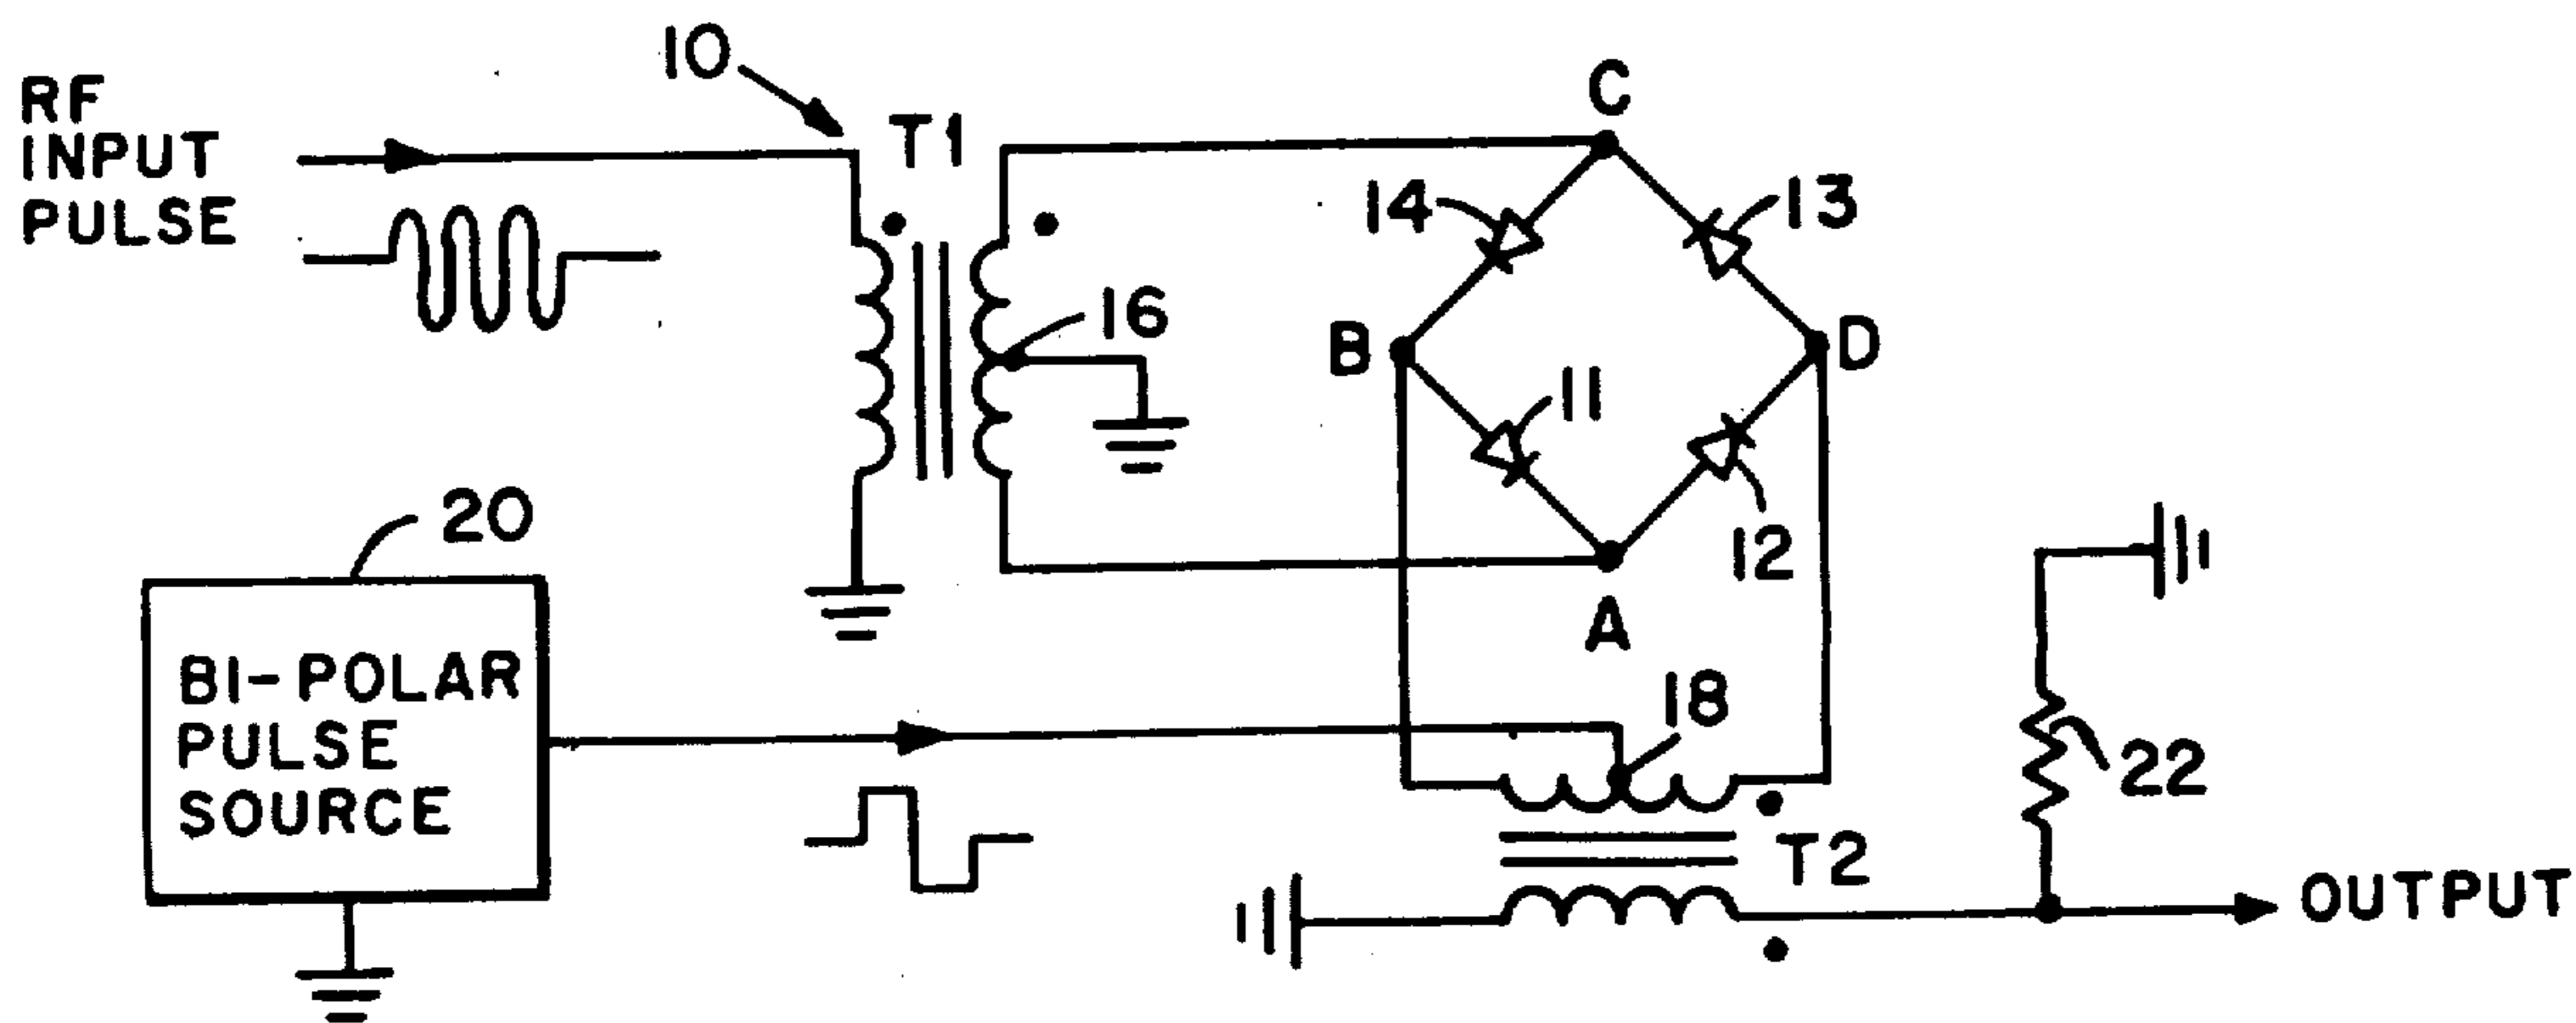 10
RF
INPUT
PULSE
T1
C
14
13
16
B
D
11
20
12
A
BI-POLAR
PULSE
SOURCE
18
22
T2
OUTPUT